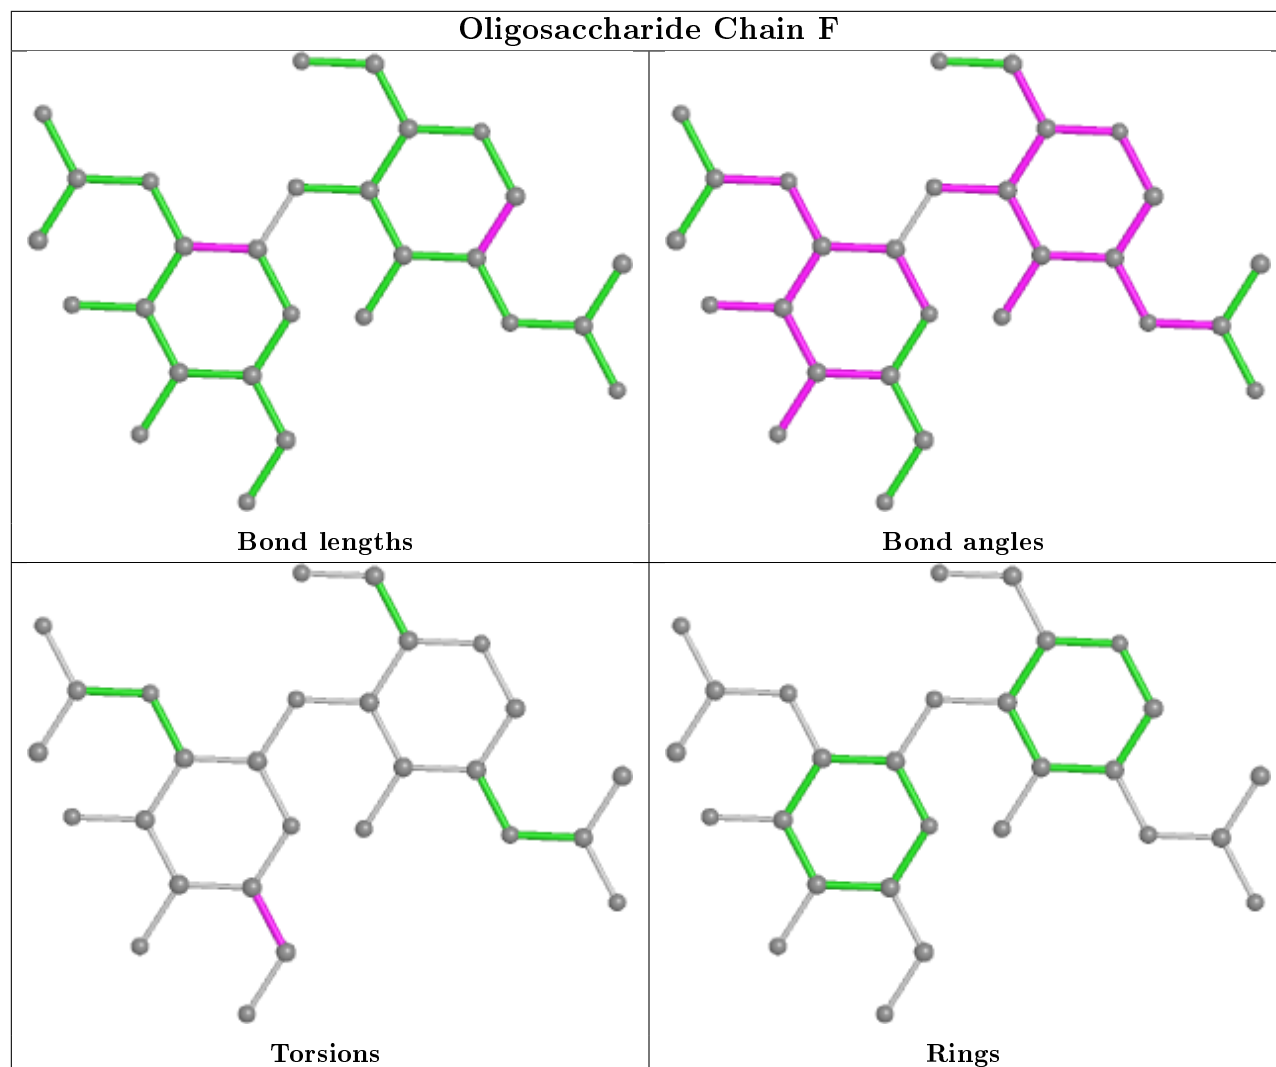 Oligosaccharide Chain F
Bond lengths
Bond angles
Torsions
Rings